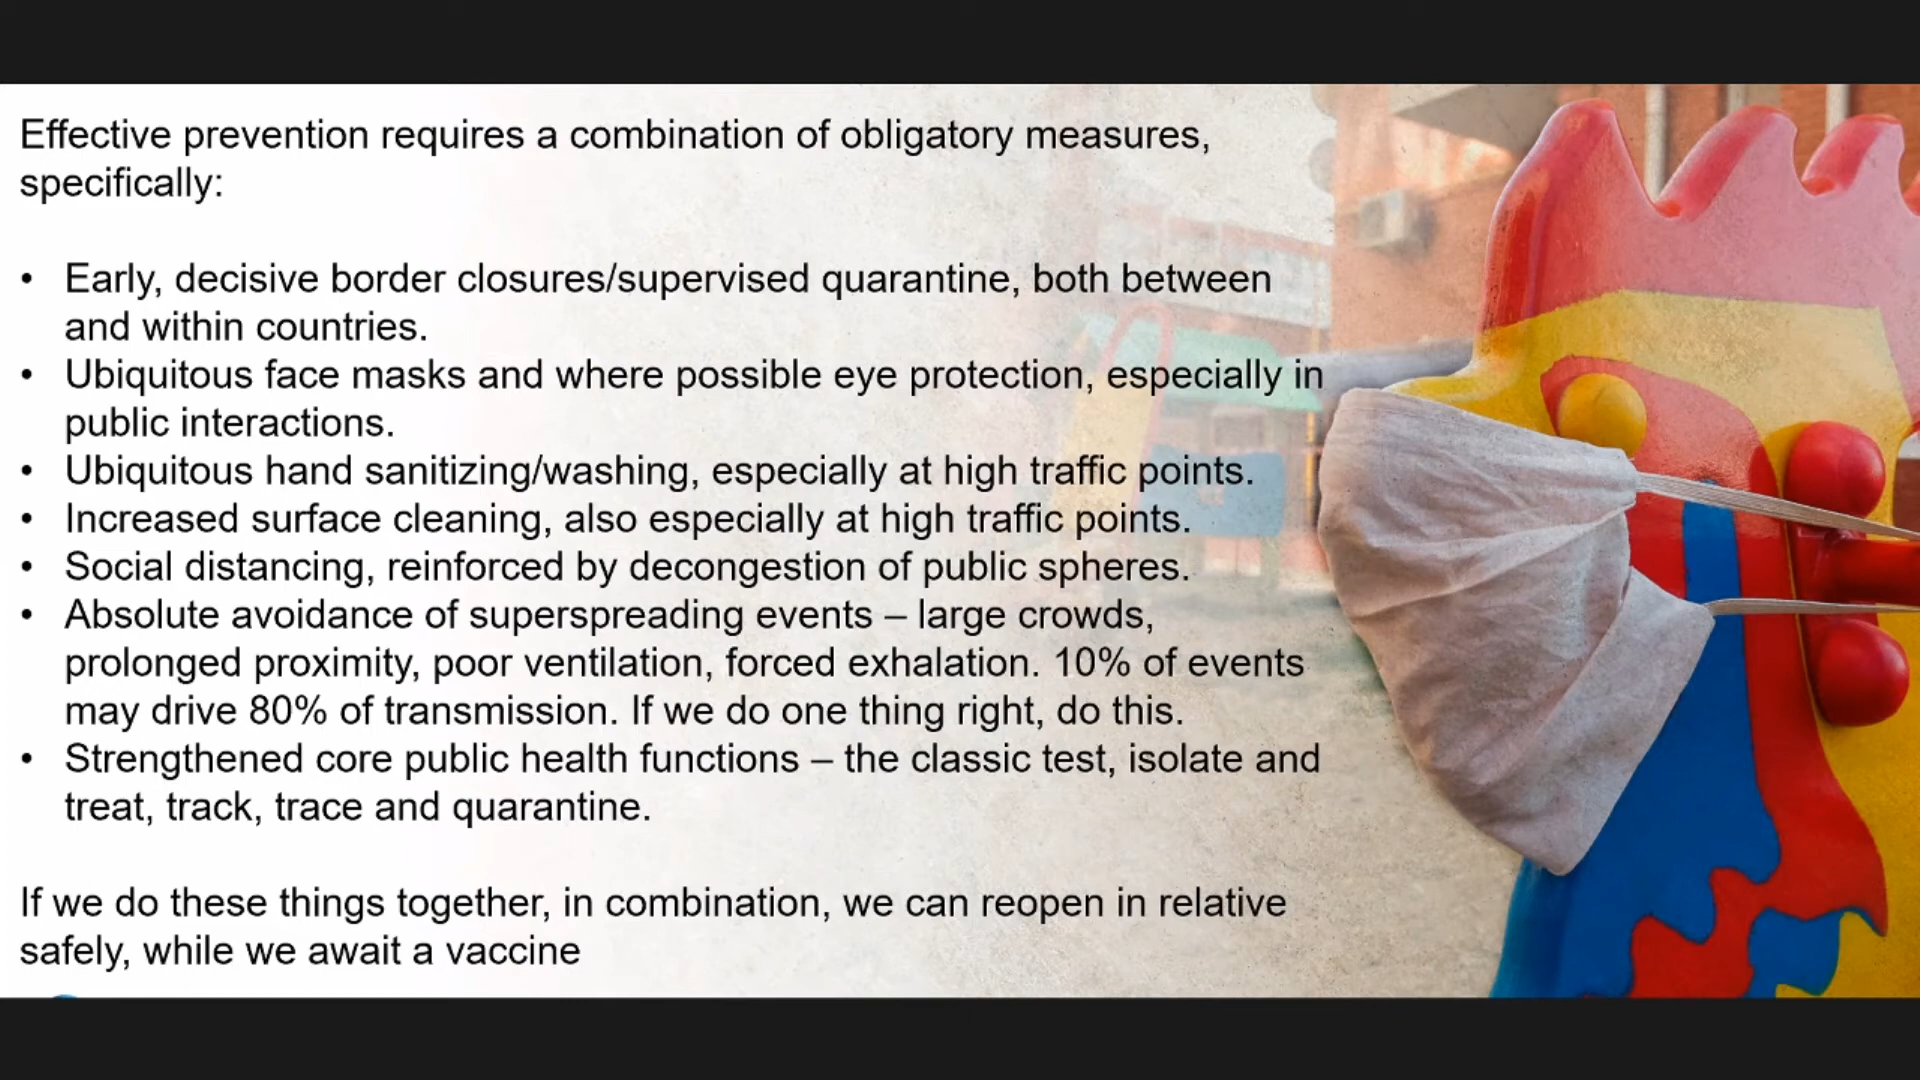 Effective prevention requires a combination of obligatory measures,
specifically:
• Early, decisive border closures/supervised quarantine, both between
and within countries.
• Ubiquitous face masks and where possible eye protection, especially in
public interactions.
• Ubiquitous hand sanitizing/washing, especially at high traffic points.
• Increased surface cleaning, also especially at high traffic points.
• Social distancing, reinforced by decongestion of public spheres.
• Absolute avoidance of superspreading events – large crowds,
prolonged proximity, poor ventilation, forced exhalation. 10% of events
may drive 80% of transmission. If we do one thing right, do this.
• Strengthened core public health functions – the classic test, isolate and
treat, track, trace and quarantine.
If we do these things together, in combination, we can reopen in relative
safely, while we await a vaccine